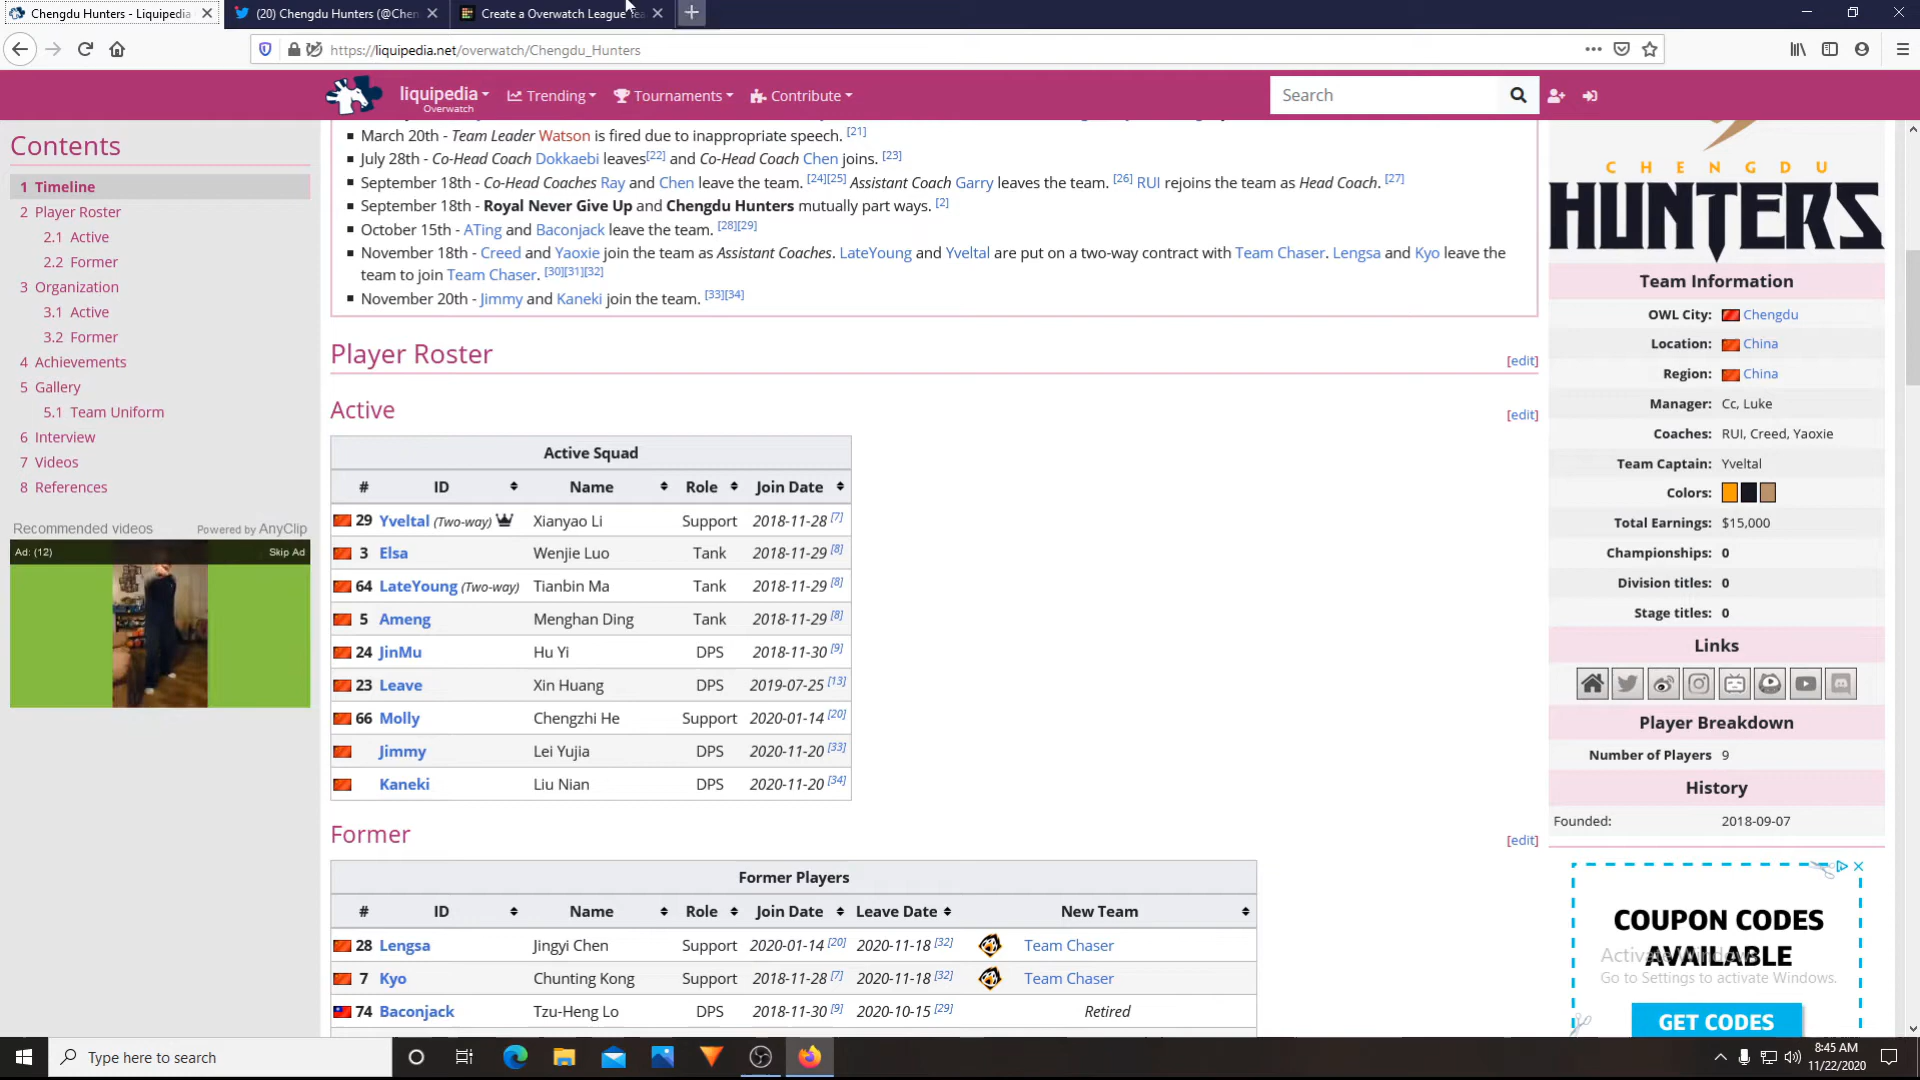 Chengdu Hunters - Liquipedia
(20) Chengdu Hunters (@Chen
Create a Overwatch League Tea
https://liquipedia.net/overwatch/Chengdu_Hunters
liquipedia
Overwatch
Trending
Tournaments
Contribute
Search
Contents
1 Timeline
2 Player Roster
2.1 Active
2.2 Former
3 Organization
3.1 Active
3.2 Former
4 Achievements
5 Gallery
5.1 Team Uniform
6 Interview
7 Videos
8 References
Recommended videos
Powered by AnyClip
Ad: (12)
Skip Ad
March 20th - Team Leader Watson is fired due to inappropriate speech. [21]
July 28th - Co-Head Coach Dokkaebi leaves[22] and Co-Head Coach Chen joins. [23]
September 18th - Co-Head Coaches Ray and Chen leave the team. [24][25] Assistant Coach Garry leaves the team. [26] RUI rejoins the team as Head Coach. [27]
September 18th - Royal Never Give Up and Chengdu Hunters mutually part ways. [2]
October 15th - ATing and Baconjack leave the team. [28][29]
November 18th - Creed and Yaoxie join the team as Assistant Coaches. LateYoung and Yveltal are put on a two-way contract with Team Chaser. Lengsa and Kyo leave the
team to join Team Chaser. [30][31][32]
November 20th - Jimmy and Kaneki join the team. [33][34]
Player Roster
[edit]
Active
[edit]
Active Squad
# ID Name Role Join Date
29 Yveltal (Two-way) Xianyao Li Support 2018-11-28 [7]
3 Elsa Wenjie Luo Tank 2018-11-29 [8]
64 LateYoung (Two-way) Tianbin Ma Tank 2018-11-29 [8]
5 Ameng Menghan Ding Tank 2018-11-29 [8]
24 JinMu Hu Yi DPS 2018-11-30 [9]
23 Leave Xin Huang DPS 2019-07-25 [13]
66 Molly Chengzhi He Support 2020-01-14 [20]
Jimmy Lei Yujia DPS 2020-11-20 [33]
Kaneki Liu Nian DPS 2020-11-20 [34]
Former
[edit]
Former Players
# ID Name Role Join Date Leave Date New Team
28 Lengsa Jingyi Chen Support 2020-01-14 [20] 2020-11-18 [32] Team Chaser
7 Kyo Chunting Kong Support 2018-11-28 [7] 2020-11-18 [32] Team Chaser
74 Baconjack Tzu-Heng Lo DPS 2018-11-30 [9] 2020-10-15 [29] Retired
CHENGDU
HUNTERS
Team Information
OWL City: Chengdu
Location: China
Region: China
Manager: Cc, Luke
Coaches: RUI, Creed, Yaoxie
Team Captain: Yveltal
Colors:
Total Earnings: $15,000
Championships: 0
Division titles: 0
Stage titles: 0
Links
Player Breakdown
Number of Players 9
History
Founded: 2018-09-07
COUPON CODES
AVAILABLE
GET CODES
Activate Windows
Go to Settings to activate Windows.
Type here to search
8:45 AM
11/22/2020